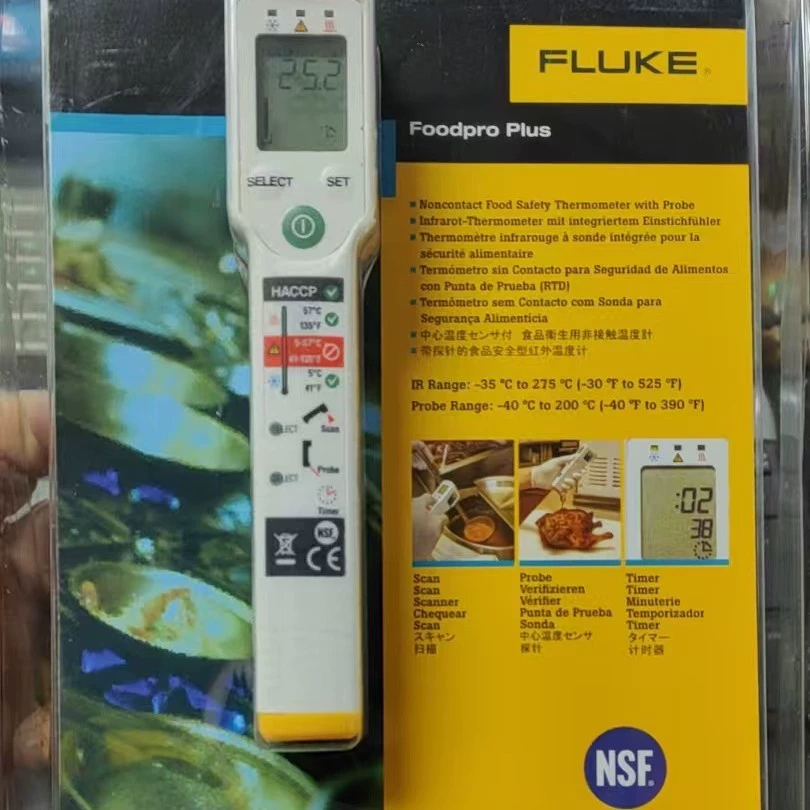 25.2
SELECT SET
HACCP
57°C
135°F
5-57°C
41-135°F
5°C
41°F
SELECT
Scan
SELECT
Probe
Timer
NSF
CE
FLUKE®
Foodpro Plus
Noncontact Food Safety Thermometer with Probe
Infrarot-Thermometer mit integriertem Einstichfühler
Thermomètre infrarouge à sonde intégrée pour la
sécurité alimentaire
Termómetro sin Contacto para Seguridad de Alimentos
con Punta de Prueba (RTD)
Termômetro sem Contacto com Sonda para
Segurança Alimentícia
中心温度センサ付 食品衛生用非接触温度計
带探针的食品安全型红外温度计
IR Range: –35 °C to 275 °C (–30 °F to 525 °F)
Probe Range: –40 °C to 200 °C (–40 °F to 390 °F)
:02
38
Scan
Scan
Scanner
Chequear
Scan
スキャン
扫描
Probe
Verifizieren
Vérifier
Punta de Prueba
Sonda
中心温度センサ
探针
Timer
Timer
Minuterie
Temporizador
Timer
タイマー
计时器
NSF®